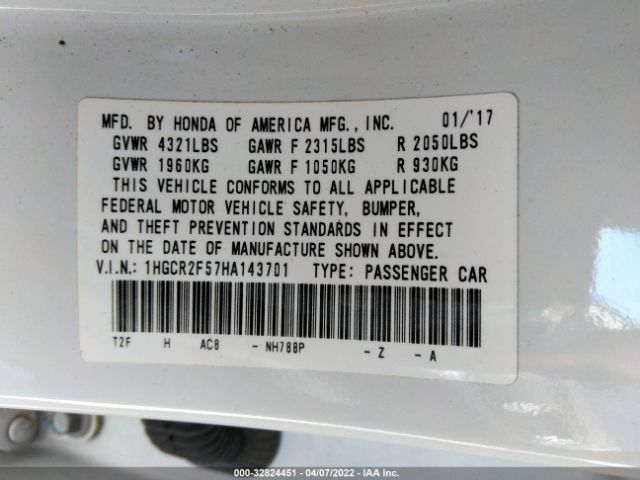 MFD. BY HONDA OF AMERICA MFG., INC. 01/'17
GVWR 4321LBS GAWR F 2315LBS R 2050LBS
GVWR 1960KG GAWR F 1050KG R 930KG
THIS VEHICLE CONFORMS TO ALL APPLICABLE
FEDERAL MOTOR VEHICLE SAFETY, BUMPER,
AND THEFT PREVENTION STANDARDS IN EFFECT
ON THE DATE OF MANUFACTURE SHOWN ABOVE.
V.I.N.: 1HGCR2F57HA143701 TYPE: PASSENGER CAR
T2F H AC8 - NH788P - Z - A
000-32824451 - 04/07/2022 - IAA Inc.